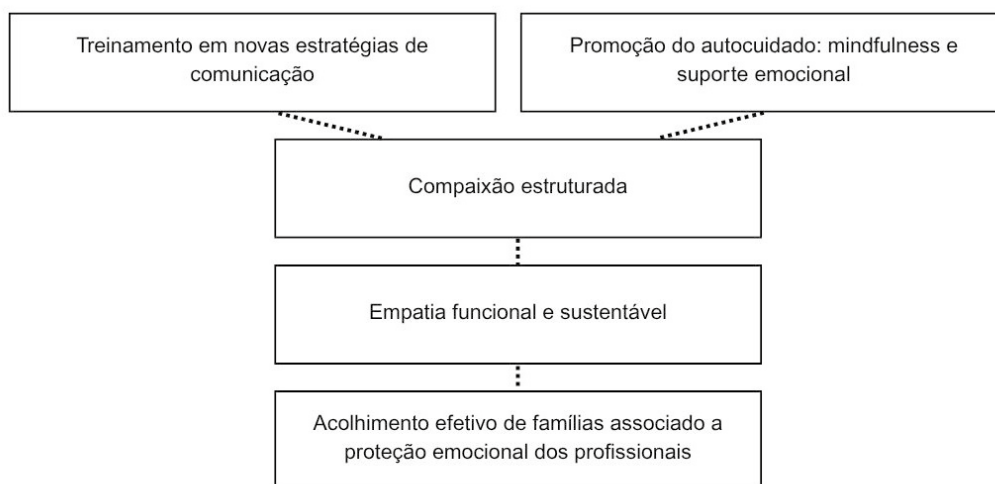 Treinamento em novas estratégias de
comunicação
Promoção do autocuidado: mindfulness e
suporte emocional
Compaixão estruturada
Empatia funcional e sustentável
Acolhimento efetivo de famílias associado a
proteção emocional dos profissionais